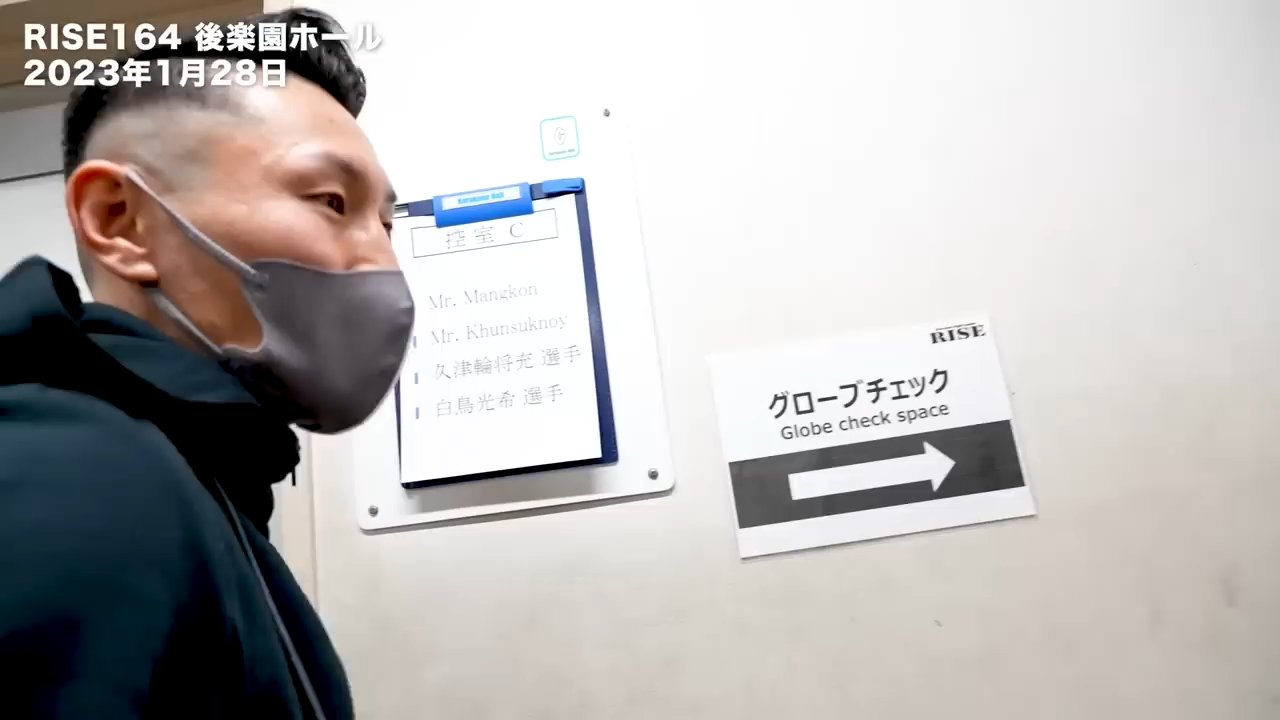 RISE164 後楽園ホール
2023年1月28日
Korakuen Hall
控室 C
Mr. Mangkon
Mr. Khunsuknoy
久津輪将充 選手
白鳥光希 選手
RISE
グローブチェック
Globe check space